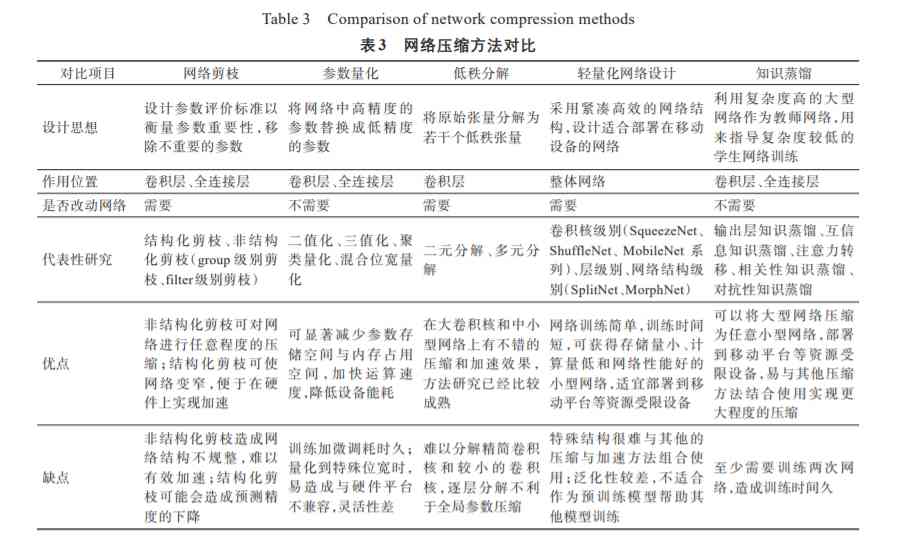 Table 3 Comparison of network compression methods
表3 网络压缩方法对比
对比项目 网络剪枝 参数量化 低秩分解 轻量化网络设计 知识蒸馏
设计思想
设计参数评价标准以
衡量参数重要性,移
除不重要的参数
将网络中高精度的
参数替换成低精度
的参数
将原始张量分解为
若干个低秩张量
采用紧凑高效的网络结
构,设计适合部署在移动
设备的网络
利用复杂度高的大型
网络作为教师网络,用
来指导复杂度较低的
学生网络训练
作用位置 卷积层、全连接层 卷积层、全连接层 卷积层 整体网络 卷积层、全连接层
是否改动网络 需要 不需要 需要 需要 不需要
代表性研究
结构化剪枝、非结构
化剪枝(group级别剪
枝、filter级别剪枝)
二值化、三值化、聚
类量化、混合位宽量
化
二元分解、多元分
解
卷积核级别(SqueezeNet、
ShuffleNet、MobileNet 系
列)、层级别、网络结构级
别(SplitNet、MorphNet)
输出层知识蒸馏、互信
息知识蒸馏、注意力转
移、相关性知识蒸馏、
对抗性知识蒸馏
优点
非结构化剪枝可对网
络进行任意程度的压
缩;结构化剪枝可使
网络变窄,便于在硬
件上实现加速
可显著减少参数存
储空间与内存占用
空间,加快运算速
度,降低设备能耗
在大卷积核和中小
型网络上有不错的
压缩和加速效果,
方法研究已经比较
成熟
网络训练简单,训练时间
短,可获得存储量小、计
算量低和网络性能好的
小型网络,适宜部署到移
动平台等资源受限设备
可以将大型网络压缩
为任意小型网络,部署
到移动平台等资源受
限设备,易与其他压缩
方法结合使用实现更
大程度的压缩
缺点
非结构化剪枝造成网
络结构不规整,难以
有效加速;结构化剪
枝可能会造成预测精
度的下降
训练加微调耗时久;
量化到特殊位宽时,
易造成与硬件平台
不兼容,灵活性差
难以分解精简卷积
核和较小的卷积
核,逐层分解不利
于全局参数压缩
特殊结构很难与其他的
压缩与加速方法组合使
用;泛化性较差,不适合
作为预训练模型帮助其
他模型训练
至少需要训练两次网
络,造成训练时间久